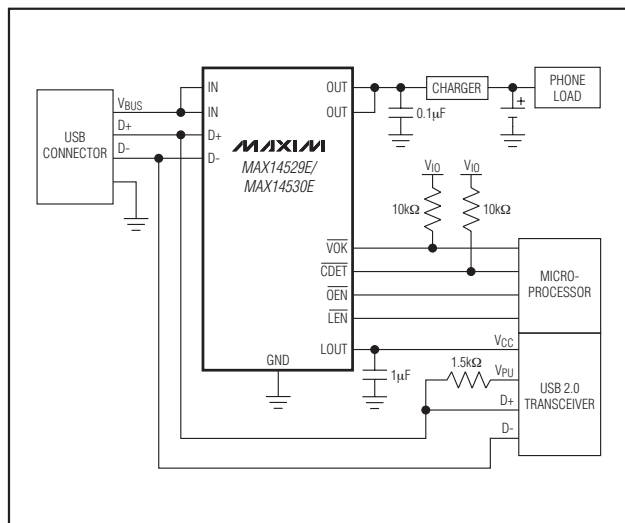 USB
CONNECTOR
VBUS
D+
D-
IN
IN
D+
D-
MAXIM
MAX14529E/
MAX14530E
GND
OUT
OUT
VOK
CDET
OEN
LEN
LOUT
0.1µF
CHARGER
+
PHONE
LOAD
VIO
VIO
10kΩ
10kΩ
MICRO-
PROCESSOR
1µF
1.5kΩ
VCC
VPU
D+
D-
USB 2.0
TRANSCEIVER